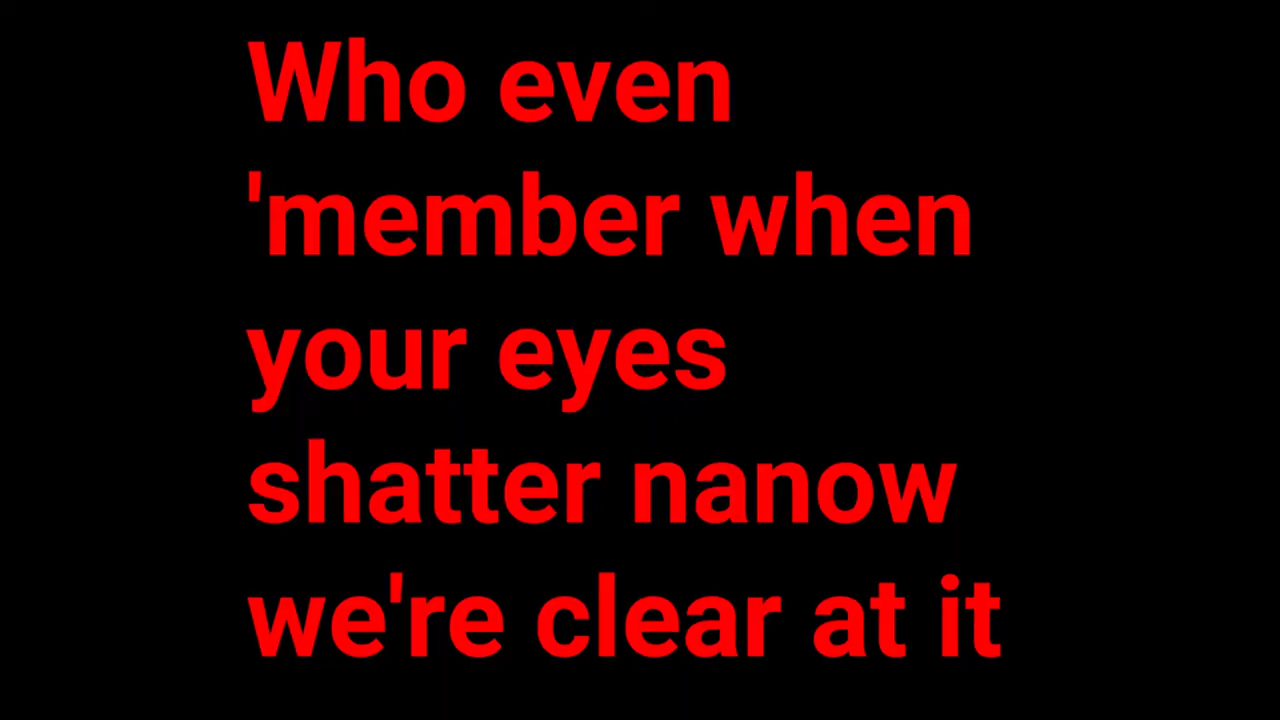 Who even
'member when
your eyes
shatter nanow
we're clear at it